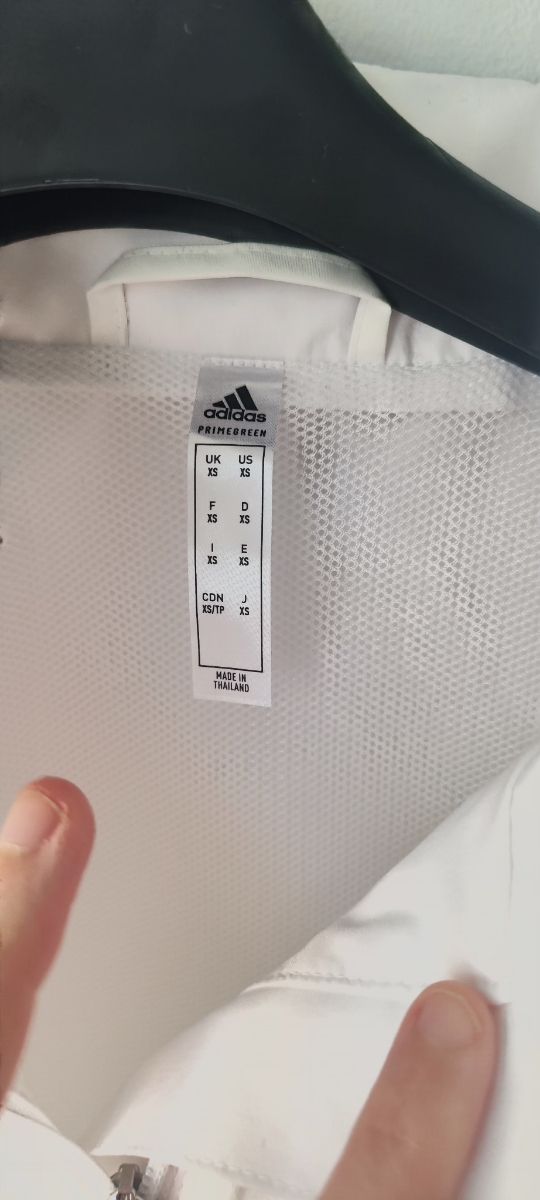 adidas
PRIMEGREEN
UK US
XS XS
F D
XS XS
I E
XS XS
CDN J
XS/TP XS
MADE IN
THAILAND